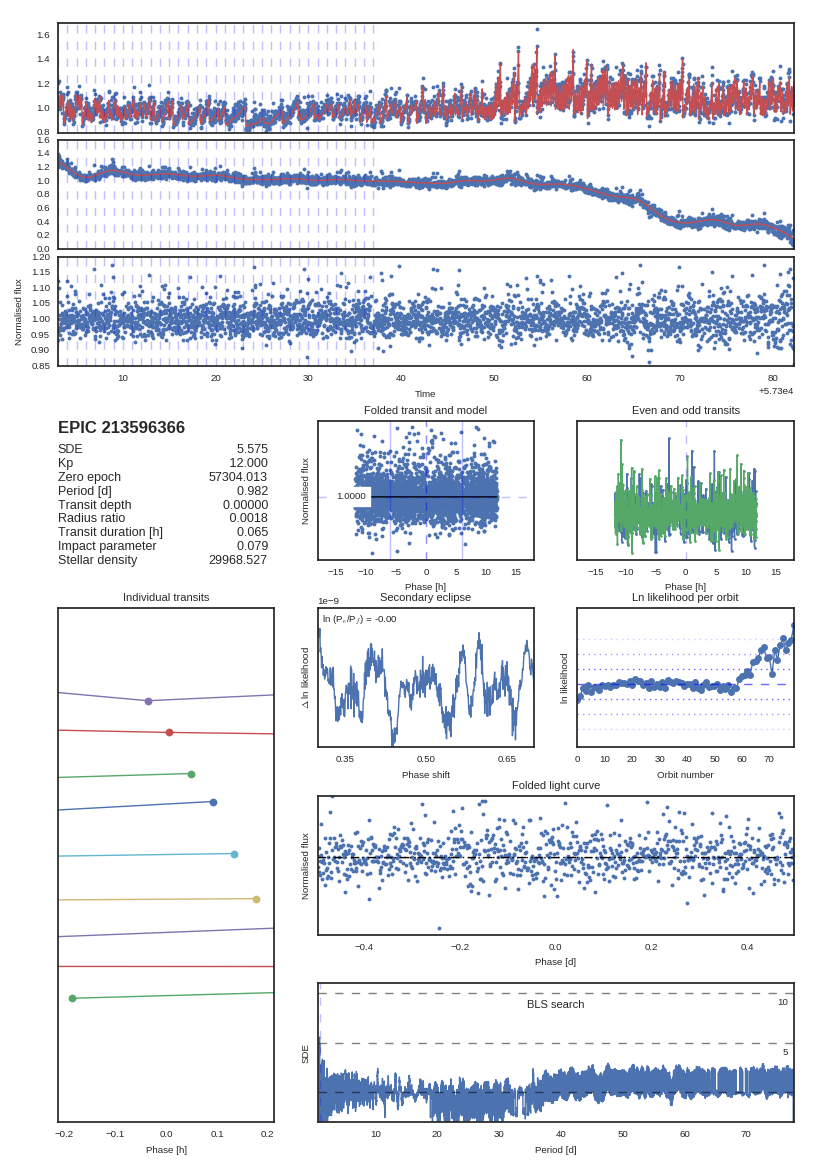 1.6
1.4
1.2
1.0
0.8
1.6
1.4
1.2
1.0
0.8
0.6
0.4
0.2
0.0
1.20
1.15
1.10
1.05
1.00
0.95
0.90
0.85
Normalised flux
10 20 30 40 50 60 70 80
Time
+5.73e4
EPIC 213596366
SDE 5.575
Kp 12.000
Zero epoch 57304.013
Period [d] 0.982
Transit depth 0.00000
Radius ratio 0.0018
Transit duration [h] 0.065
Impact parameter 0.079
Stellar density 29968.527
Folded transit and model
Normalised flux
1.0000
−15 −10 −5 0 5 10 15
Phase [h]
Even and odd transits
−15 −10 −5 0 5 10 15
Phase [h]
Individual transits
−0.2 −0.1 0.0 0.1 0.2
Phase [h]
Secondary eclipse
1e−9
ln (Pₑ/P𝑓) = -0.00
Δ ln likelihood
0.35 0.50 0.65
Phase shift
Ln likelihood per orbit
ln likelihood
0 10 20 30 40 50 60 70
Orbit number
Folded light curve
Normalised flux
−0.4 −0.2 0.0 0.2 0.4
Phase [d]
BLS search
10
5
SDE
10 20 30 40 50 60 70
Period [d]